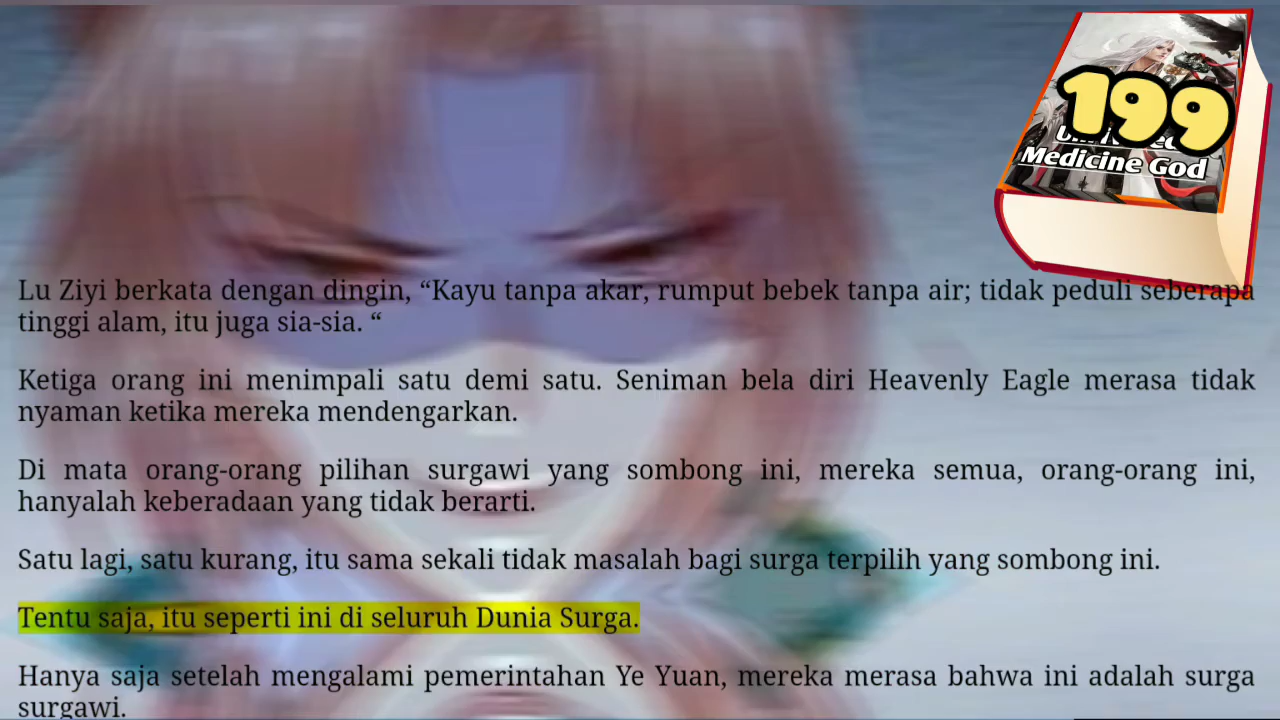 199
Medicine God
Lu Ziyi berkata dengan dingin, “Kayu tanpa akar, rumput bebek tanpa air; tidak peduli seberapa
tinggi alam, itu juga sia-sia. “
Ketiga orang ini menimpali satu demi satu. Seniman bela diri Heavenly Eagle merasa tidak
nyaman ketika mereka mendengarkan.
Di mata orang-orang pilihan surgawi yang sombong ini, mereka semua, orang-orang ini,
hanyalah keberadaan yang tidak berarti.
Satu lagi, satu kurang, itu sama sekali tidak masalah bagi surga terpilih yang sombong ini.
Tentu saja, itu seperti ini di seluruh Dunia Surga.
Hanya saja setelah mengalami pemerintahan Ye Yuan, mereka merasa bahwa ini adalah surga
surgawi.